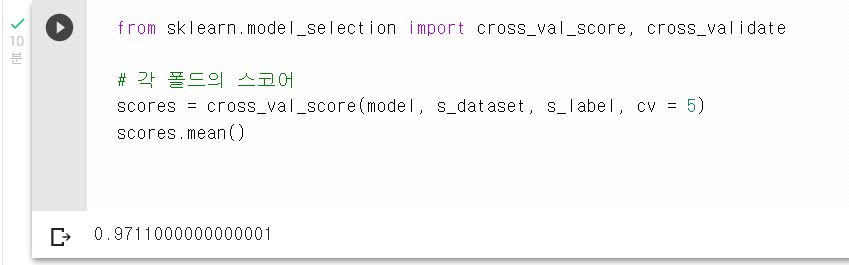 from sklearn.model_selection import cross_val_score, cross_validate
10
분
# 각 폴드의 스코어
scores = cross_val_score(model, s_dataset, s_label, cv = 5)
scores.mean()
0.9711000000000001